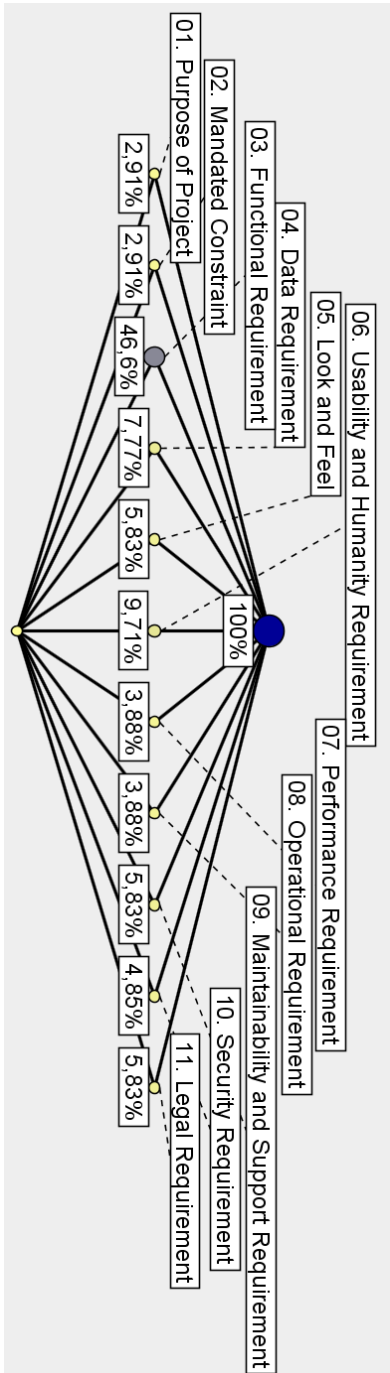 01. Purpose of Project
02. Mandated Constraint
03. Functional Requirement
04. Data Requirement
05. Look and Feel
06. Usability and Humanity Requirement
07. Performance Requirement
08. Operational Requirement
09. Maintainability and Support Requirement
10. Security Requirement
11. Legal Requirement
100%
2,91%
2,91%
46,6%
7,77%
5,83%
9,71%
3,88%
3,88%
5,83%
4,85%
5,83%